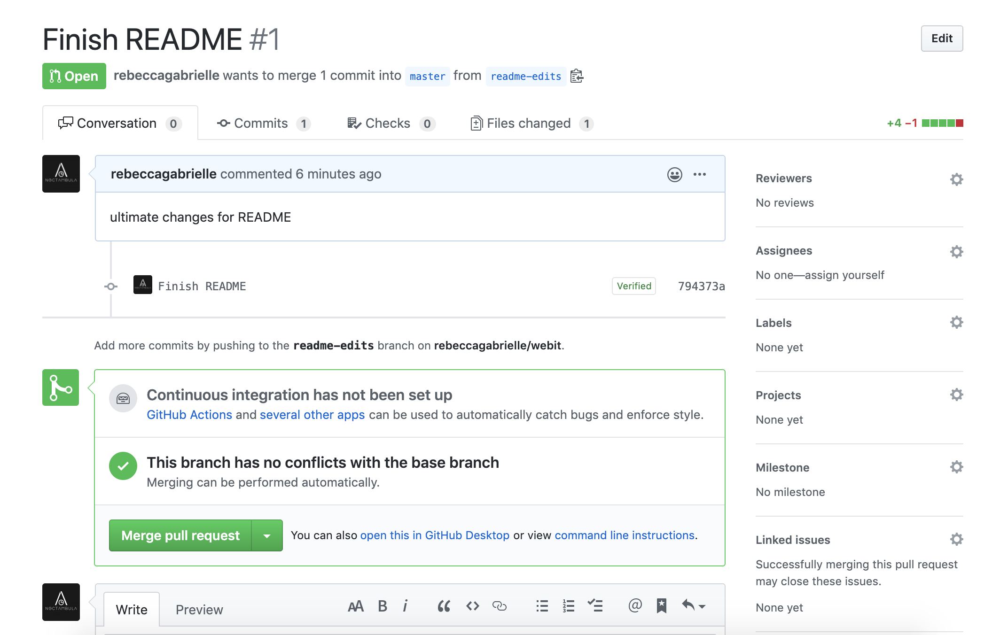 Finish README #1
Edit
Open
rebeccagabrielle wants to merge 1 commit into master from readme-edits
Conversation 0
Commits 1
Checks 0
Files changed 1
+4 −1
NOCTAMBULA
rebeccagabrielle commented 6 minutes ago
ultimate changes for README
Finish README
Verified
794373a
Add more commits by pushing to the readme-edits branch on rebeccagabrielle/webit.
Continuous integration has not been set up
GitHub Actions and several other apps can be used to automatically catch bugs and enforce style.
This branch has no conflicts with the base branch
Merging can be performed automatically.
Merge pull request
You can also open this in GitHub Desktop or view command line instructions.
NOCTAMBULA
Write
Preview
AA B i
@
Reviewers
No reviews
Assignees
No one—assign yourself
Labels
None yet
Projects
None yet
Milestone
No milestone
Linked issues
Successfully merging this pull request
may close these issues.
None yet